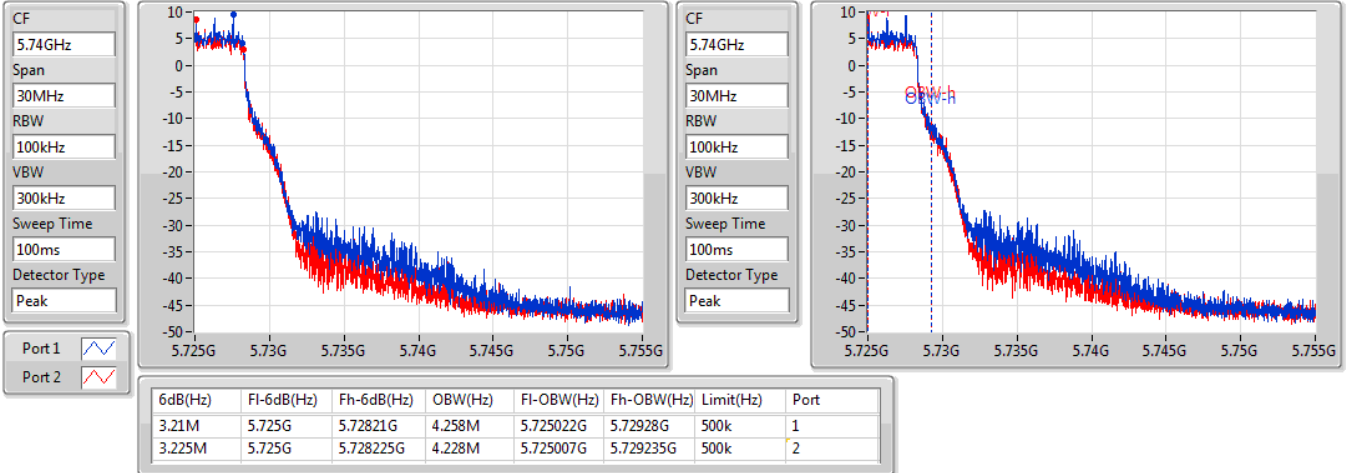 CF
5.74GHz
Span
30MHz
RBW
100kHz
VBW
300kHz
Sweep Time
100ms
Detector Type
Peak
Port 1
Port 2
10
5
0
-5
-10
-15
-20
-25
-30
-35
-40
-45
-50
5.725G 5.73G 5.735G 5.74G 5.745G 5.75G 5.755G
CF
5.74GHz
Span
30MHz
RBW
100kHz
VBW
300kHz
Sweep Time
100ms
Detector Type
Peak
10
5
0
-5
-10
-15
-20
-25
-30
-35
-40
-45
-50
OBW-h
OBW-h
5.725G 5.73G 5.735G 5.74G 5.745G 5.75G 5.755G
6dB(Hz) Fl-6dB(Hz) Fh-6dB(Hz) OBW(Hz) Fl-OBW(Hz) Fh-OBW(Hz) Limit(Hz) Port
3.21M 5.725G 5.72821G 4.258M 5.725022G 5.72928G 500k 1
3.225M 5.725G 5.728225G 4.228M 5.725007G 5.729235G 500k 2